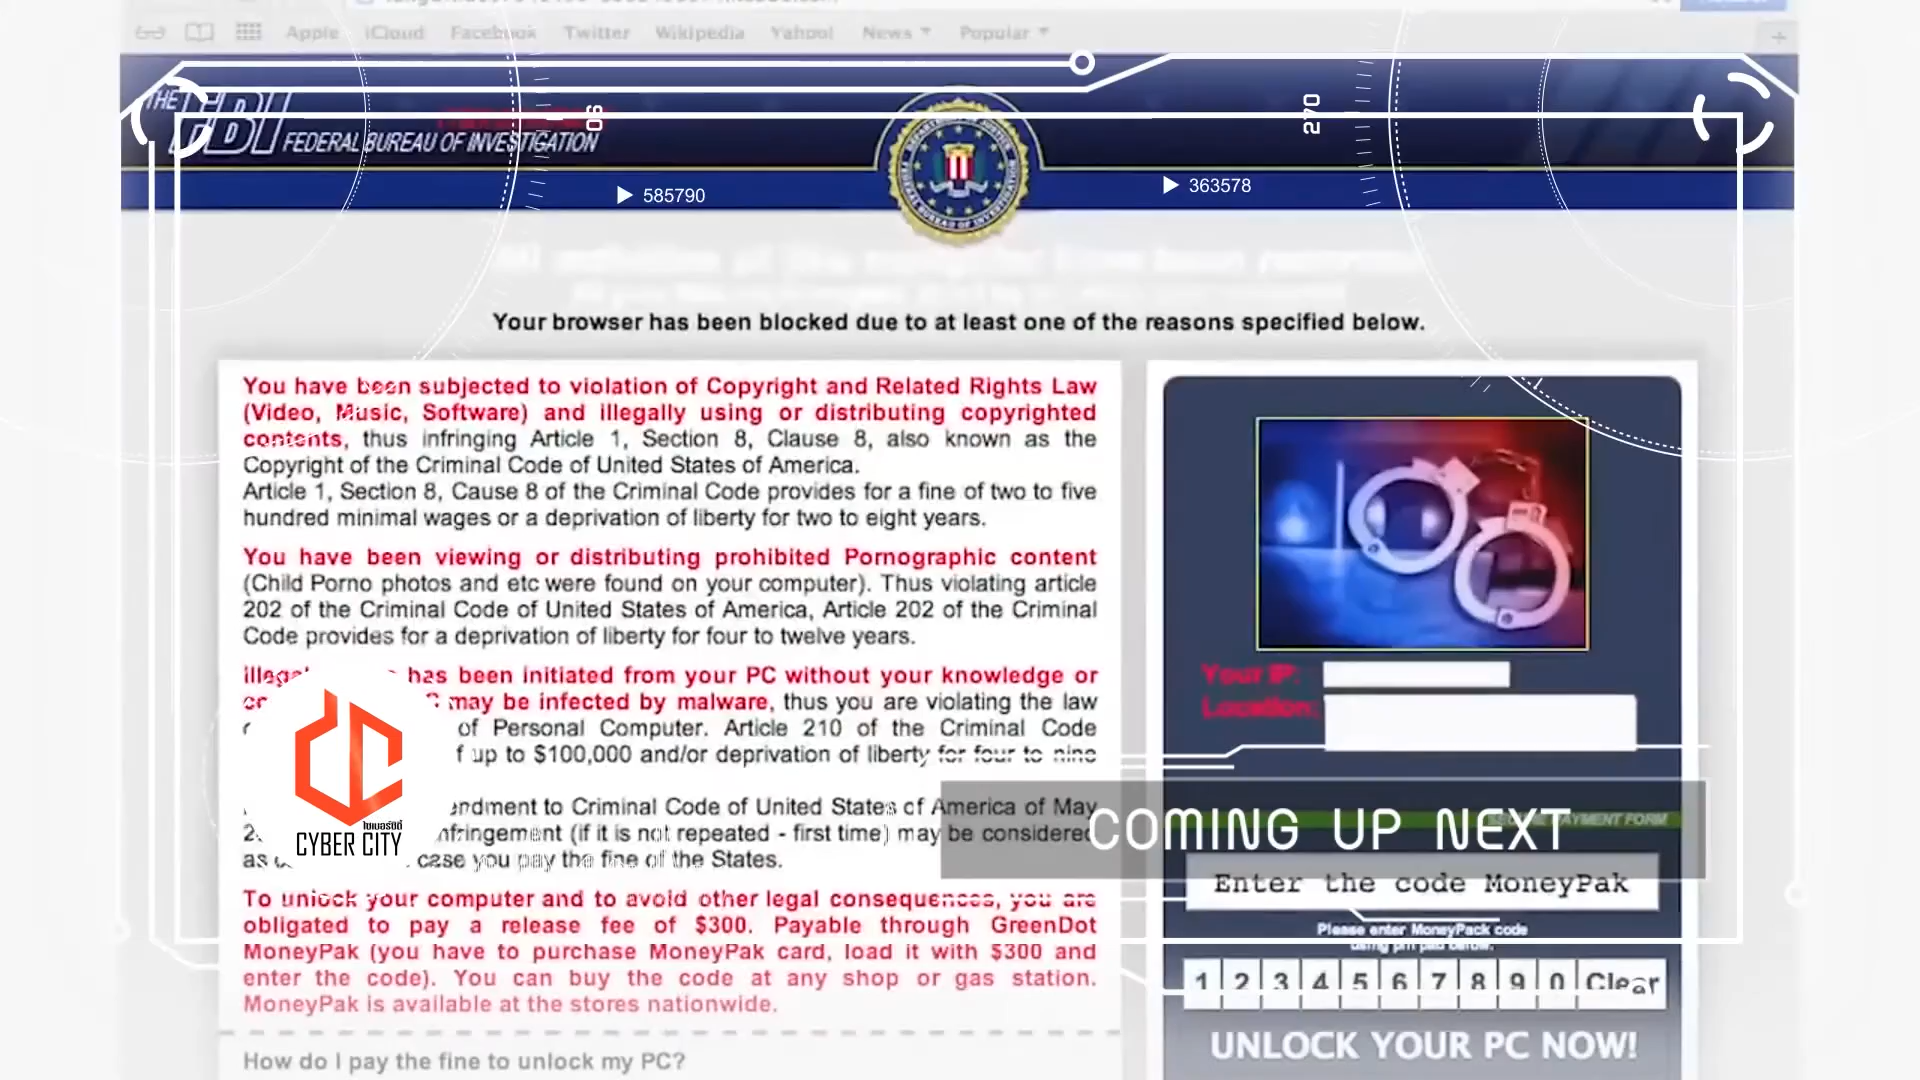 Apple iCloud Facebook Twitter Wikipedia Yahoo! News Popular
THE FBI FEDERAL BUREAU OF INVESTIGATION
90
270
585790
363578
Your browser has been blocked due to at least one of the reasons specified below.
You have been subjected to violation of Copyright and Related Rights Law
(Video, Music, Software) and illegally using or distributing copyrighted
contents, thus infringing Article 1, Section 8, Clause 8, also known as the
Copyright of the Criminal Code of United States of America.
Article 1, Section 8, Cause 8 of the Criminal Code provides for a fine of two to five
hundred minimal wages or a deprivation of liberty for two to eight years.
You have been viewing or distributing prohibited Pornographic content
(Child Porno photos and etc were found on your computer). Thus violating article
202 of the Criminal Code of United States of America, Article 202 of the Criminal
Code provides for a deprivation of liberty for four to twelve years.
has been initiated from your PC without your knowledge or
may be infected by malware, thus you are violating the law
of Personal Computer. Article 210 of the Criminal Code
up to $100,000 and/or deprivation of liberty for four to nine
to Criminal Code of United States of America of May
(if it is not repeated - first time) may be considered
as case you pay the fine of the States.
To unlock your computer and to avoid other legal consequences, you are
obligated to pay a release fee of $300. Payable through GreenDot
MoneyPak (you have to purchase MoneyPak card, load it with $300 and
enter the code). You can buy the code at any shop or gas station.
MoneyPak is available at the stores nationwide.
How do I pay the fine to unlock my PC?
ไซเบอร์ซิตี้
CYBER CITY
Your IP:
Location:
PAYMENT FORM
COMING UP NEXT
Enter the code MoneyPak
Please enter MoneyPack code
using pin pad below.
1 2 3 4 5 6 7 8 9 0 Clear
UNLOCK YOUR PC NOW!